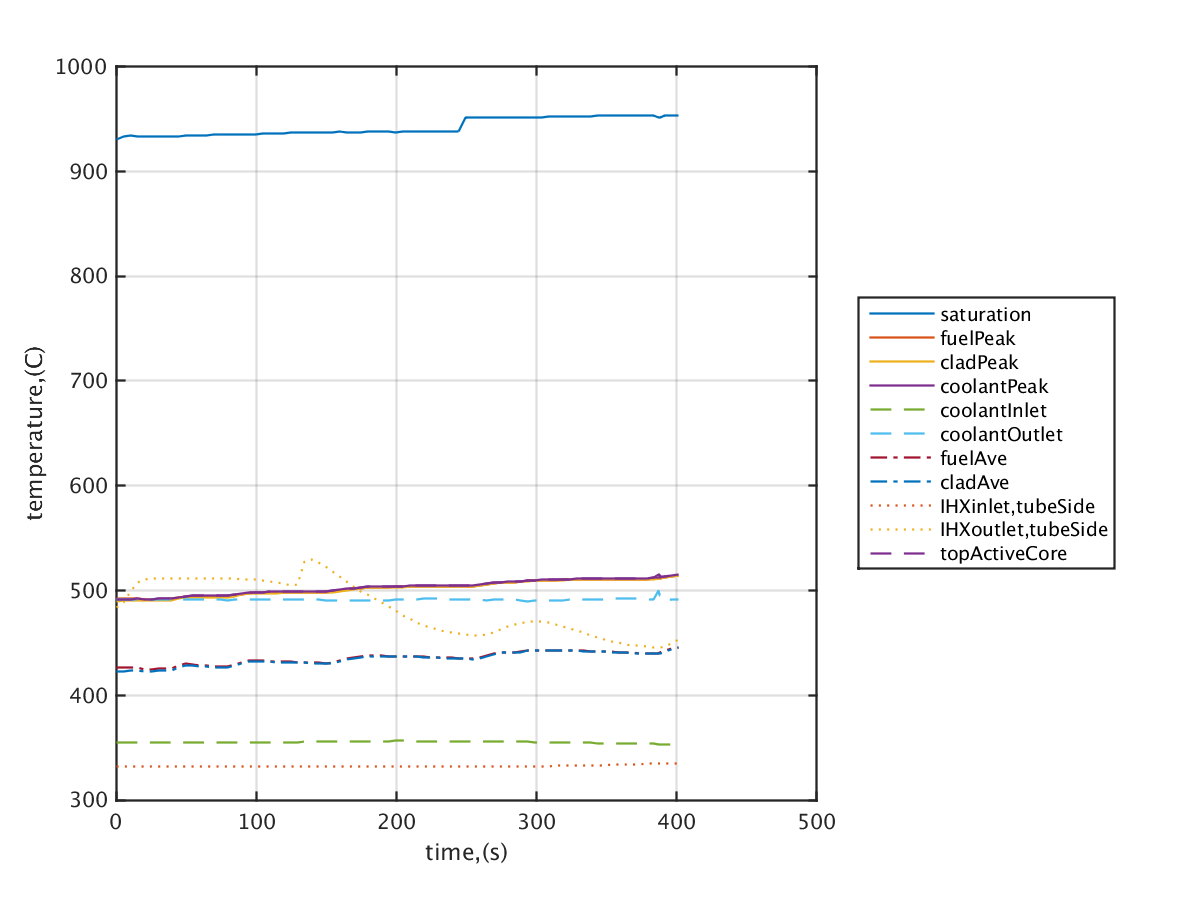 1000
900
800
700
600
500
400
300
0 100 200 300 400 500
time,(s)
temperature,(C)
saturation
fuelPeak
cladPeak
coolantPeak
coolantInlet
coolantOutlet
fuelAve
cladAve
IHXinlet,tubeSide
IHXoutlet,tubeSide
topActiveCore